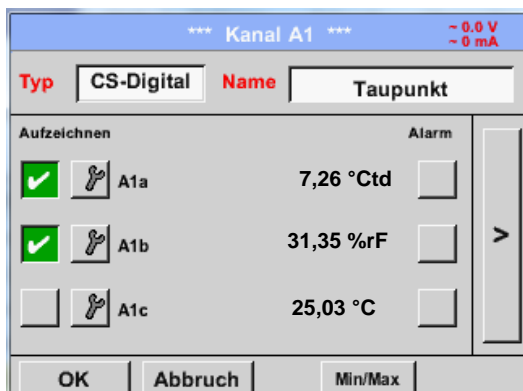 *** Kanal A1 *** ~ 0.0 V
~ 0 mA
Typ CS-Digital Name Taupunkt
Aufzeichnen Alarm
A1a 7,26 °Ctd
A1b 31,35 %rF
>
A1c 25,03 °C
OK Abbruch Min/Max